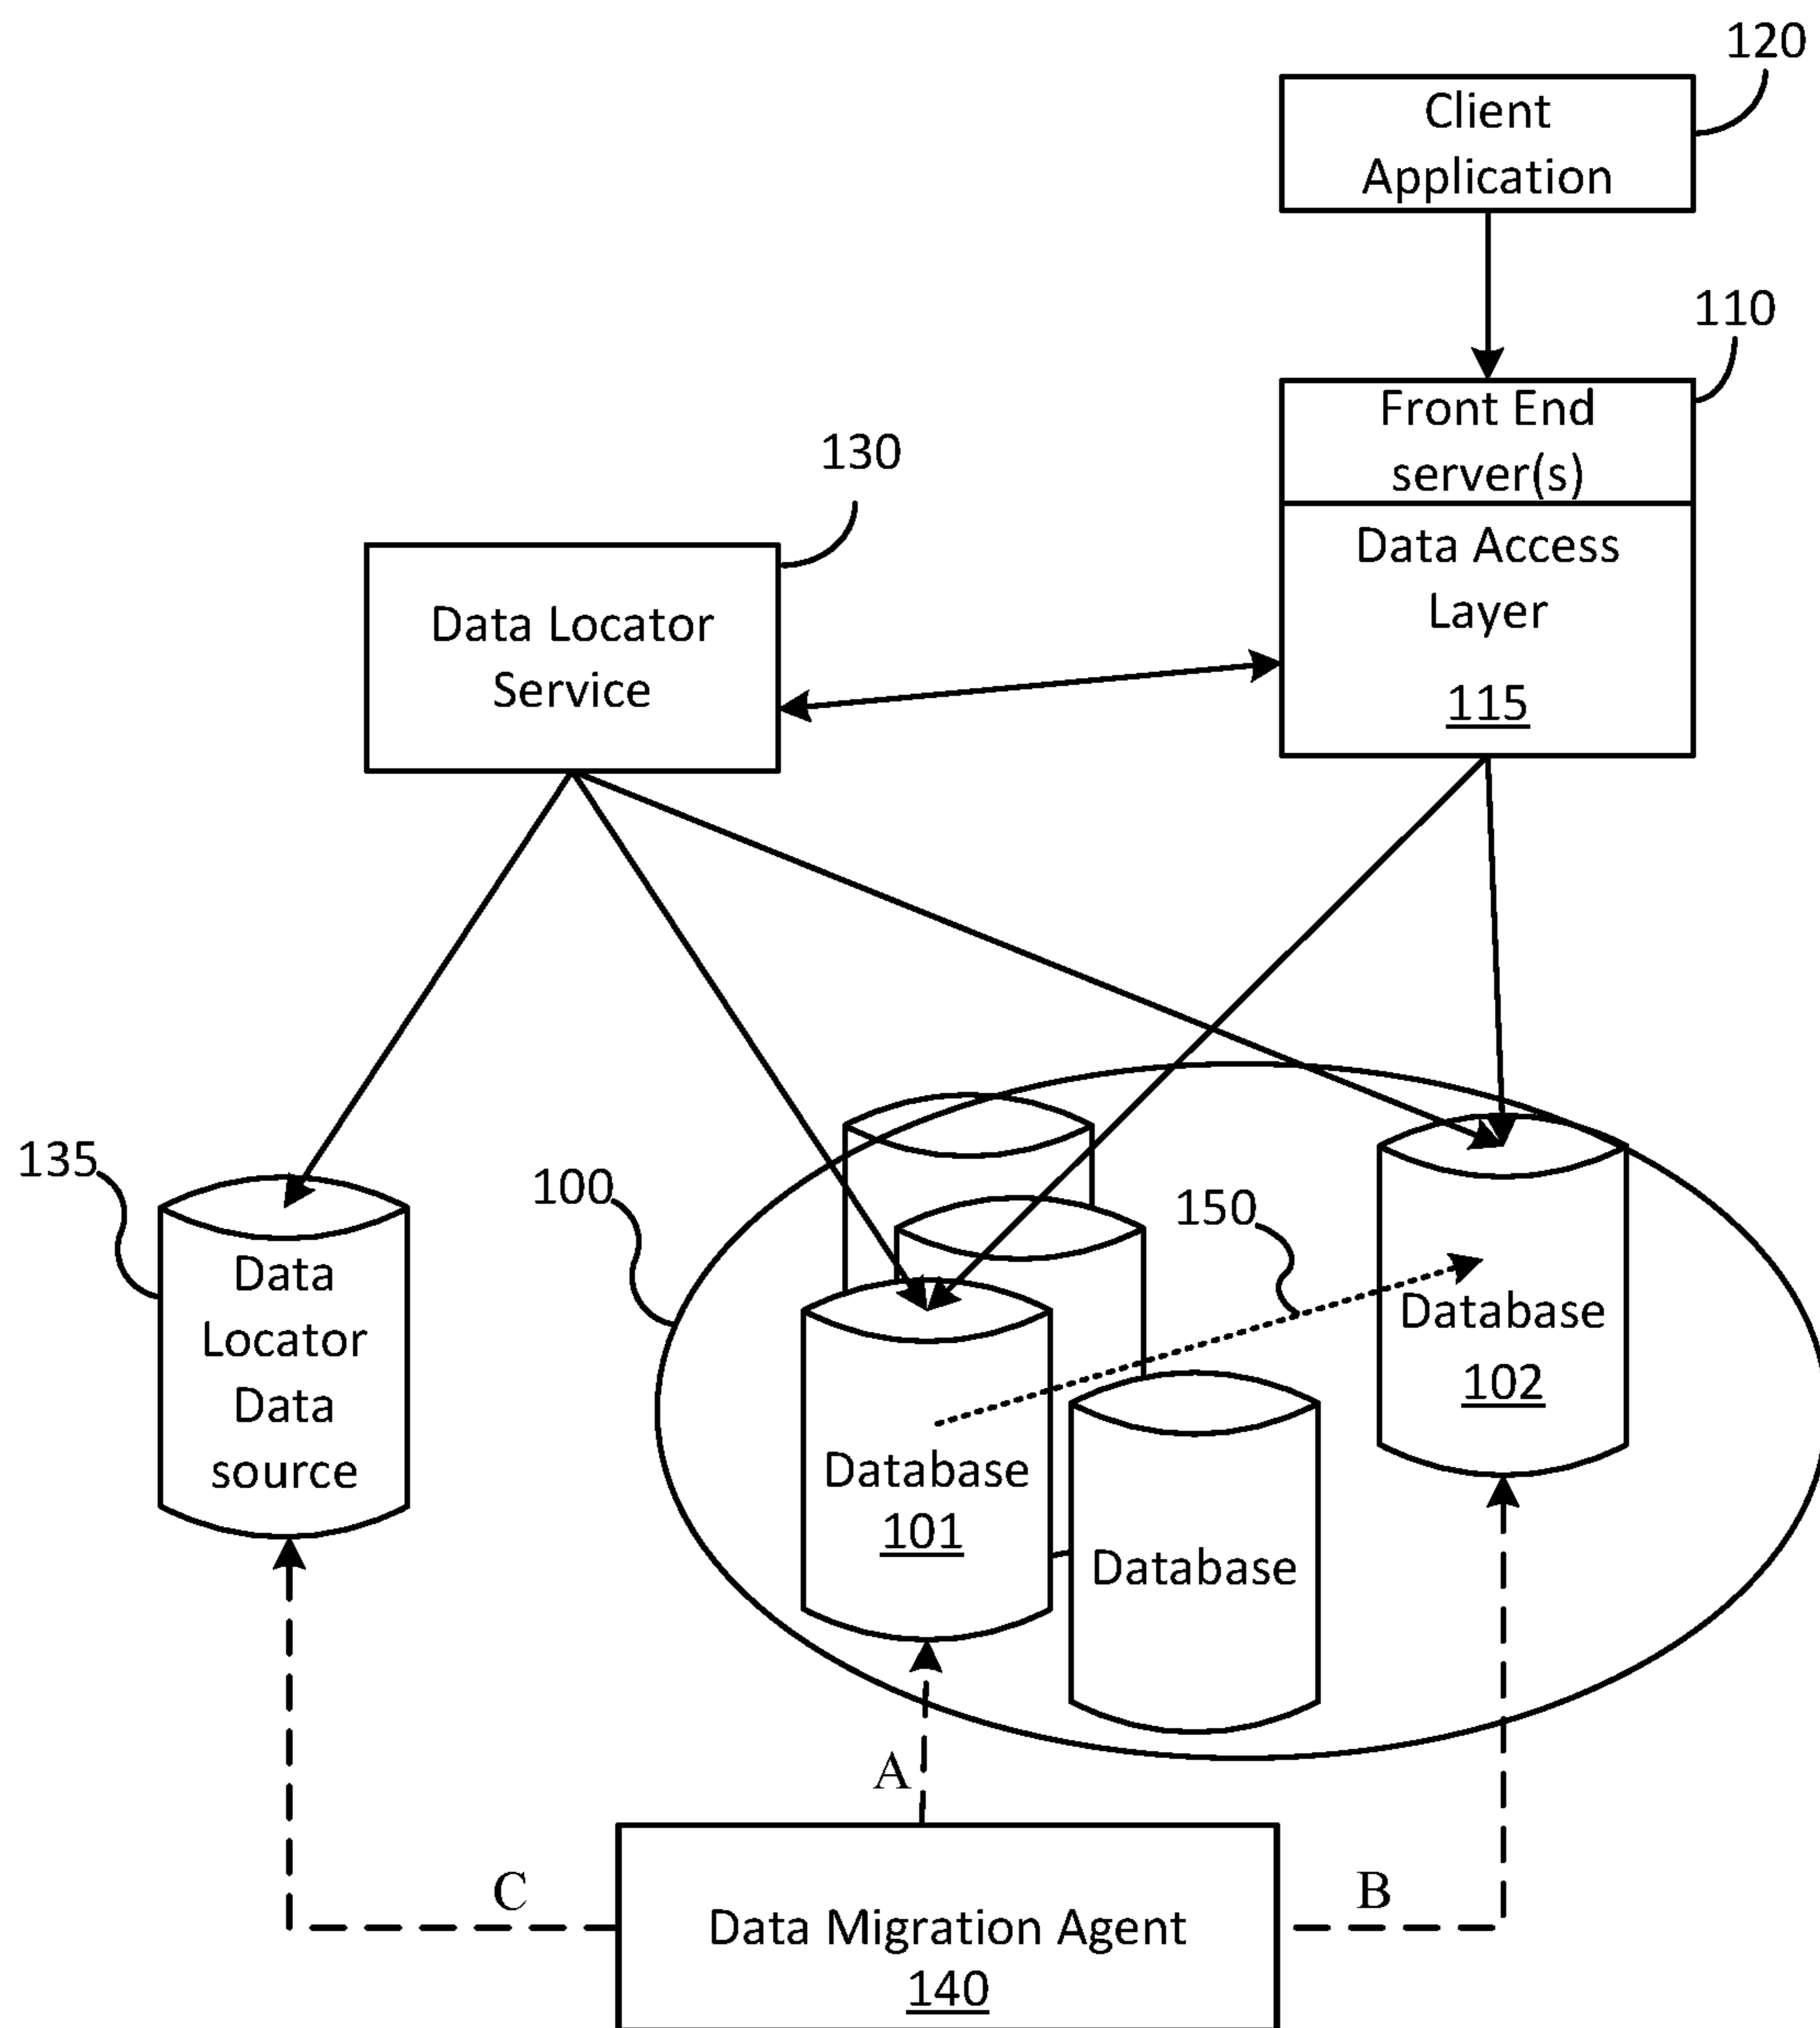 120
Client
Application
110
Front End
server(s)
130
Data Access
Layer
115
Data Locator
Service
135
100
150
Data
Locator
Data
source
Database
102
Database
101
Database
A
C
B
Data Migration Agent
140